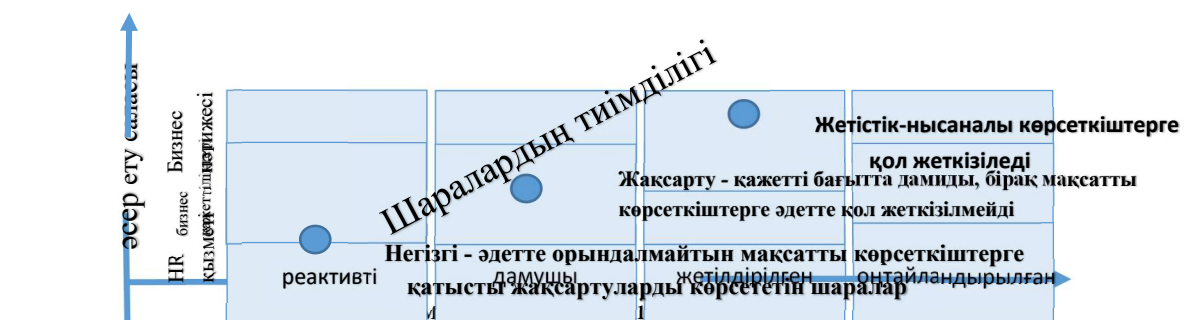 Шаралардың тиімділігі
Жетістік-нысаналы көрсеткіштерге
қол жеткізіледі
Жақсарту - қажетті бағытта дамиды, бірақ мақсатты
көрсеткіштерге әдетте қол жеткізілмейді
Негізгі - әдетте орындалмайтын мақсатты көрсеткіштерге
қатысты жақсартуларды көрсететін шаралар
әсер ету саласы
Бизнес
нәтижесі
бизнес
HR
қызметі
реактивті
дамушы
жетілдірілген
оңтайландырылған